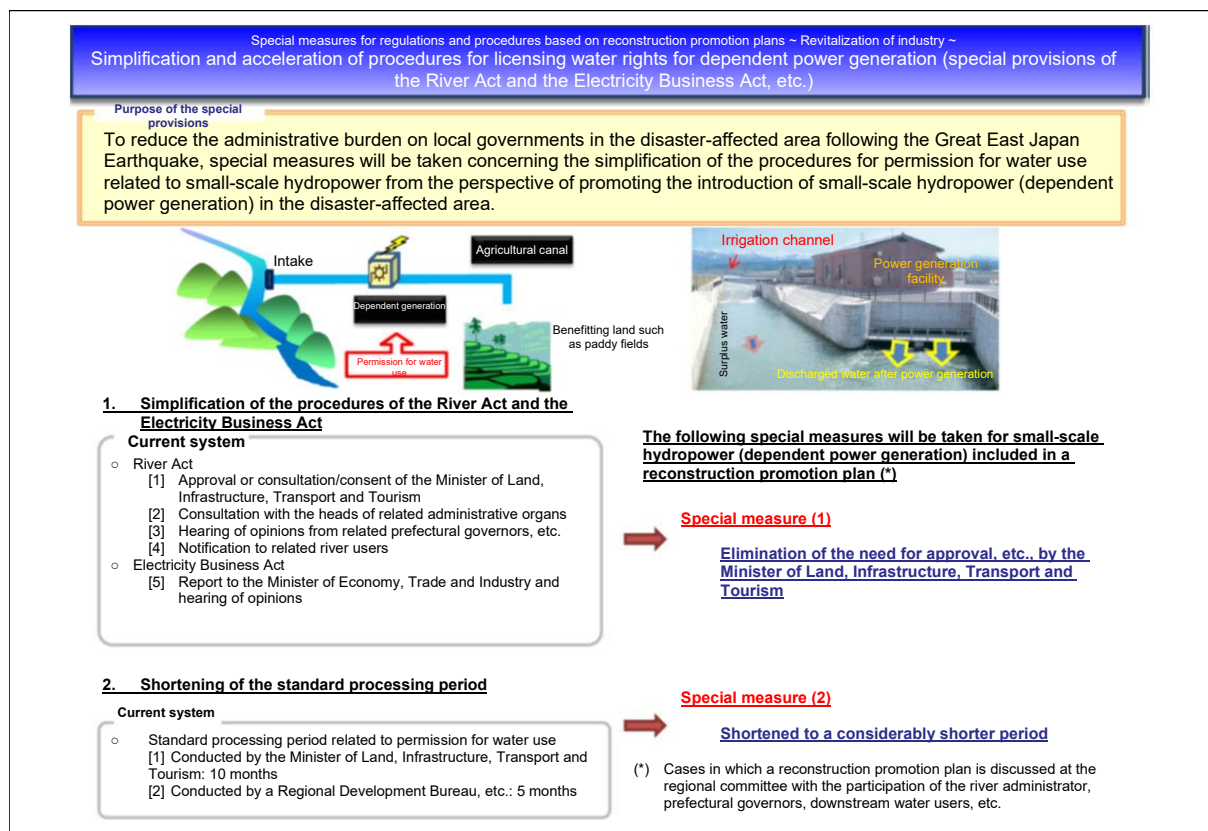 Special measures for regulations and procedures based on reconstruction promotion plans ~ Revitalization of industry ~
Simplification and acceleration of procedures for licensing water rights for dependent power generation (special provisions of
the River Act and the Electricity Business Act, etc.)
Purpose of the special
provisions
To reduce the administrative burden on local governments in the disaster-affected area following the Great East Japan
Earthquake, special measures will be taken concerning the simplification of the procedures for permission for water use
related to small-scale hydropower from the perspective of promoting the introduction of small-scale hydropower (dependent
power generation) in the disaster-affected area.
Intake
Agricultural canal
Dependent generation
Permission for water
use
Benefitting land such
as paddy fields
Irrigation channel
Power generation
facility
Surplus water
Discharged water after power generation
1. Simplification of the procedures of the River Act and the
Electricity Business Act
Current system
○ River Act
[1] Approval or consultation/consent of the Minister of Land,
Infrastructure, Transport and Tourism
[2] Consultation with the heads of related administrative organs
[3] Hearing of opinions from related prefectural governors, etc.
[4] Notification to related river users
○ Electricity Business Act
[5] Report to the Minister of Economy, Trade and Industry and
hearing of opinions
The following special measures will be taken for small-scale
hydropower (dependent power generation) included in a
reconstruction promotion plan (*)
Special measure (1)
Elimination of the need for approval, etc., by the
Minister of Land, Infrastructure, Transport and
Tourism
2. Shortening of the standard processing period
Current system
○ Standard processing period related to permission for water use
[1] Conducted by the Minister of Land, Infrastructure, Transport and
Tourism: 10 months
[2] Conducted by a Regional Development Bureau, etc.: 5 months
Special measure (2)
Shortened to a considerably shorter period
(*) Cases in which a reconstruction promotion plan is discussed at the
regional committee with the participation of the river administrator,
prefectural governors, downstream water users, etc.